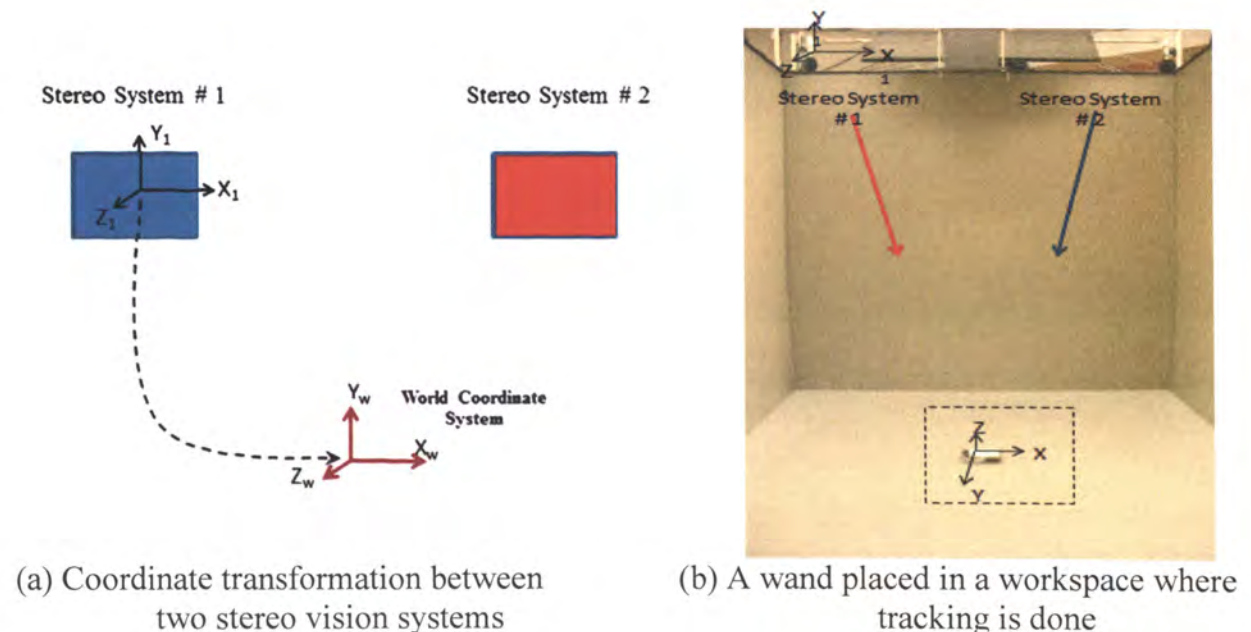 Stereo System # 1
Stereo System # 2
Y1
X1
Z1
Yw
World Coordinate
System
Xw
Zw
(a) Coordinate transformation between
two stereo vision systems
Y
1
X
1
Z
Stereo System
# 1
Stereo System
# 2
Z
X
Y
(b) A wand placed in a workspace where
tracking is done